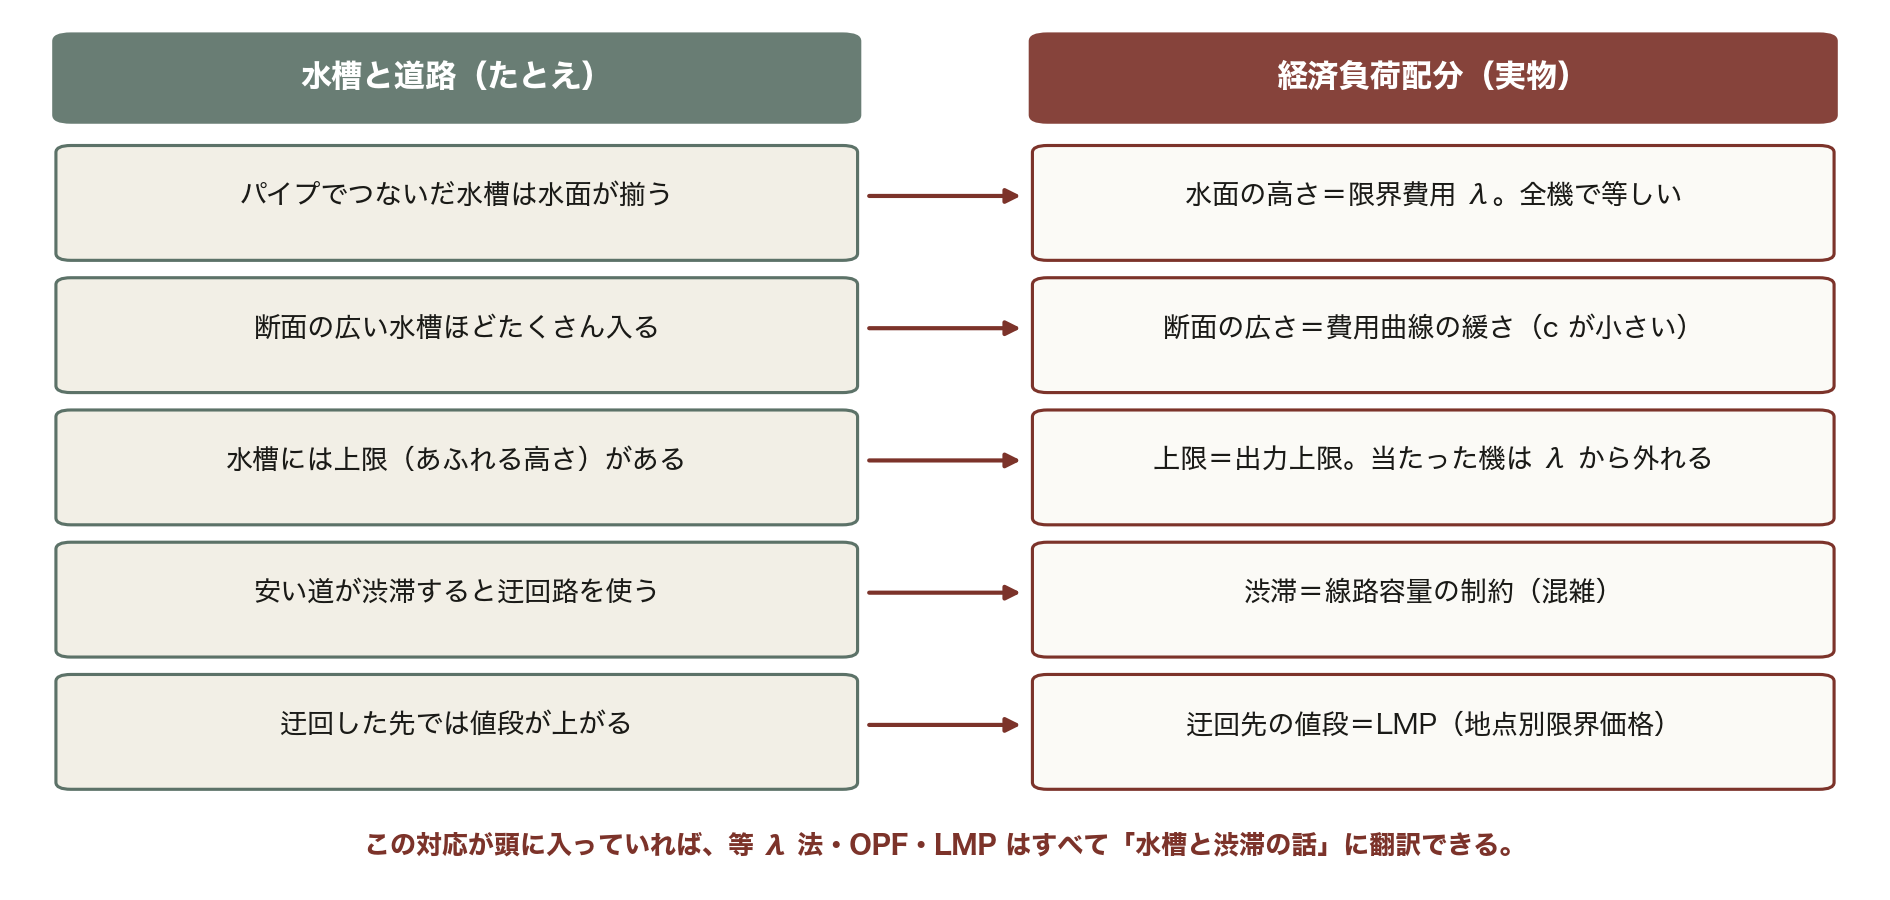 水槽と道路（たとえ）
経済負荷配分（実物）
パイプでつないだ水槽は水面が揃う
水面の高さ＝限界費用 λ。全機で等しい
断面の広い水槽ほどたくさん入る
断面の広さ＝費用曲線の緩さ（c が小さい）
水槽には上限（あふれる高さ）がある
上限＝出力上限。当たった機は λ から外れる
安い道が渋滞すると迂回路を使う
渋滞＝線路容量の制約（混雑）
迂回した先では値段が上がる
迂回先の値段＝LMP（地点別限界価格）
この対応が頭に入っていれば、等 λ 法・OPF・LMP はすべて「水槽と渋滞の話」に翻訳できる。